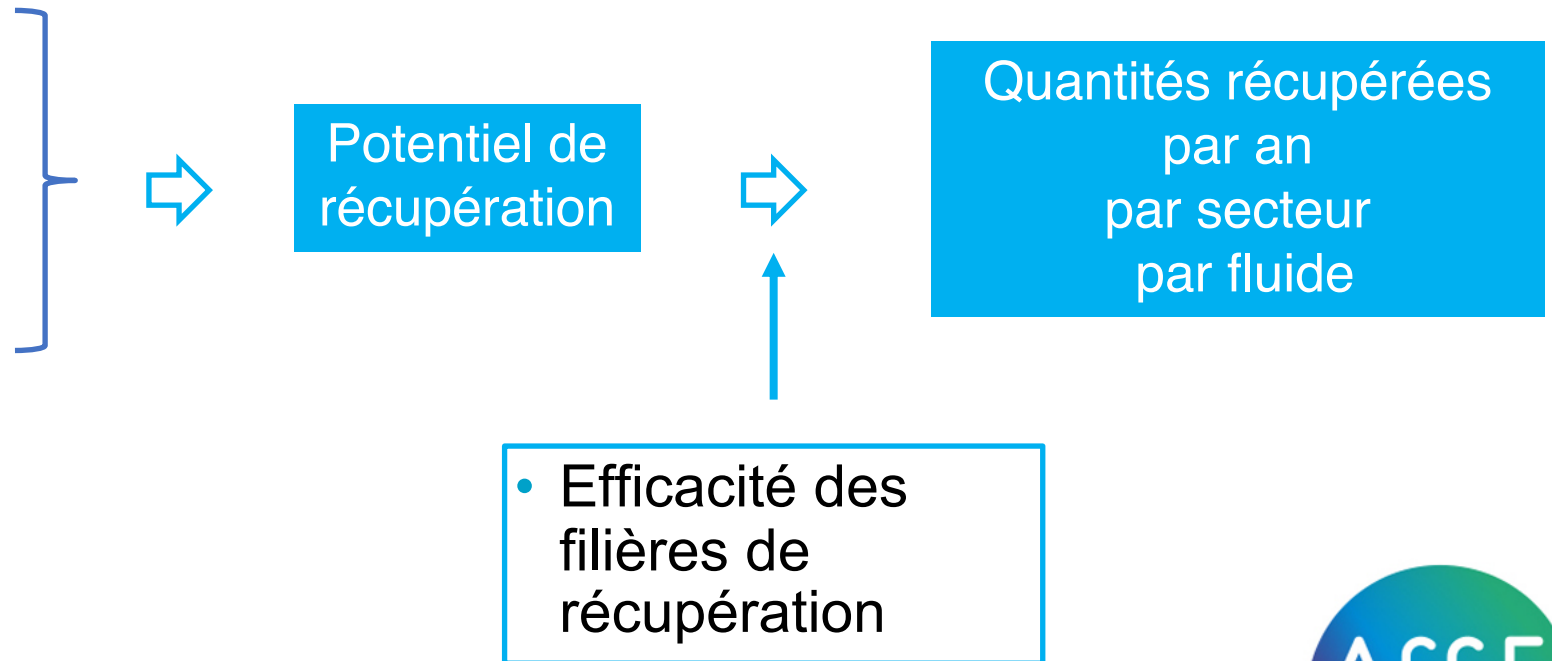 Potentiel de
récupération
Quantités récupérées
par an
par secteur
par fluide
• Efficacité des
filières de
récupération